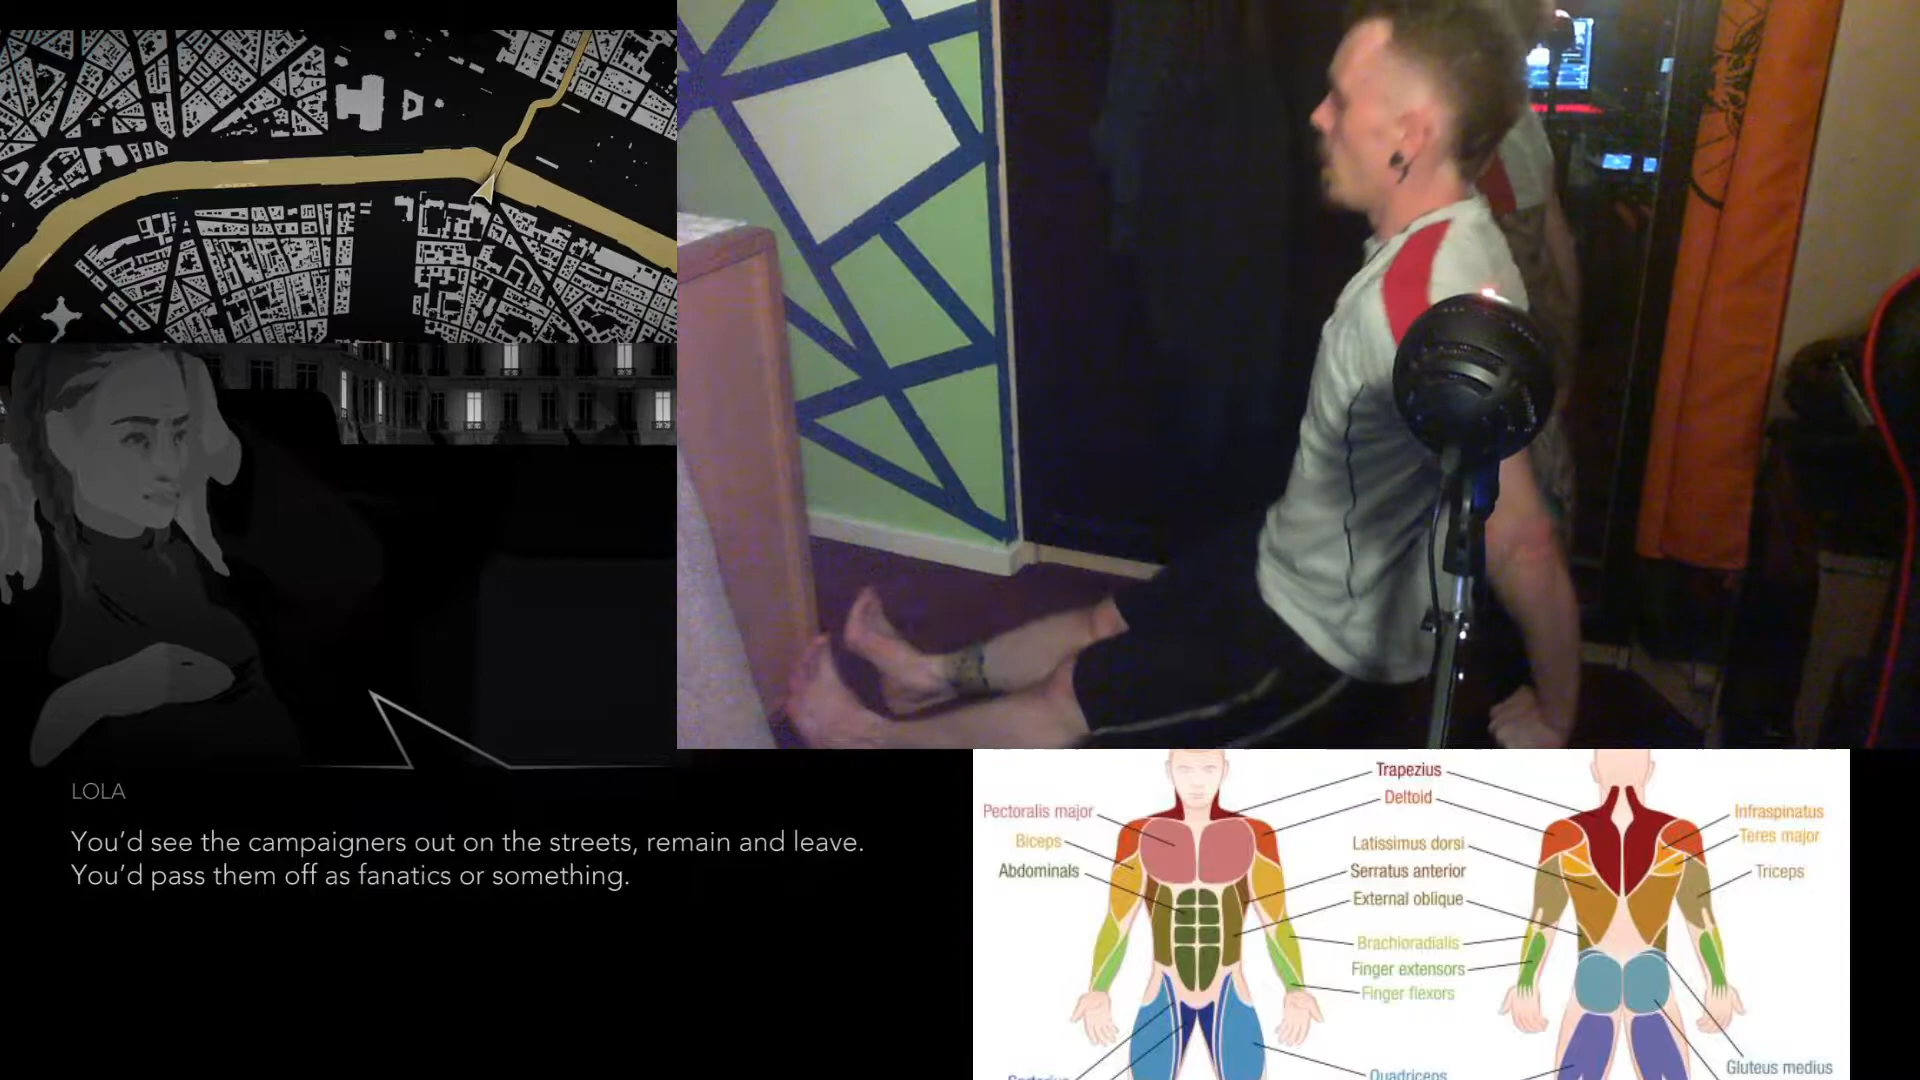 LOLA
You'd see the campaigners out on the streets, remain and leave.
You'd pass them off as fanatics or something.
Pectoralis major
Biceps
Abdominals
Trapezius
Deltoid
Latissimus dorsi
Serratus anterior
External oblique
Brachioradialis
Finger extensors
Finger flexors
Quadriceps
Infraspinatus
Teres major
Triceps
Gluteus medius